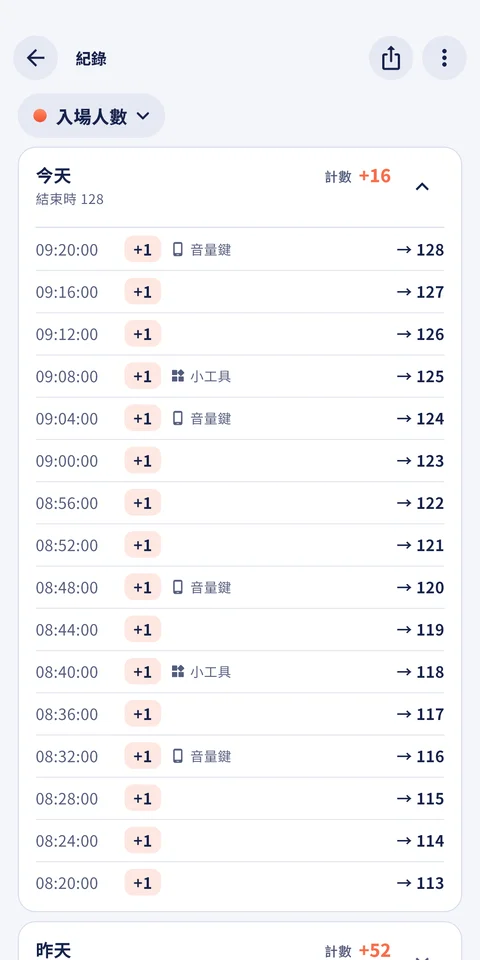 紀錄
入場人數
今天 計數 +16
結束時 128
09:20:00 +1 音量鍵 → 128
09:16:00 +1 → 127
09:12:00 +1 → 126
09:08:00 +1 小工具 → 125
09:04:00 +1 音量鍵 → 124
09:00:00 +1 → 123
08:56:00 +1 → 122
08:52:00 +1 → 121
08:48:00 +1 音量鍵 → 120
08:44:00 +1 → 119
08:40:00 +1 小工具 → 118
08:36:00 +1 → 117
08:32:00 +1 音量鍵 → 116
08:28:00 +1 → 115
08:24:00 +1 → 114
08:20:00 +1 → 113
昨天 計數 +52